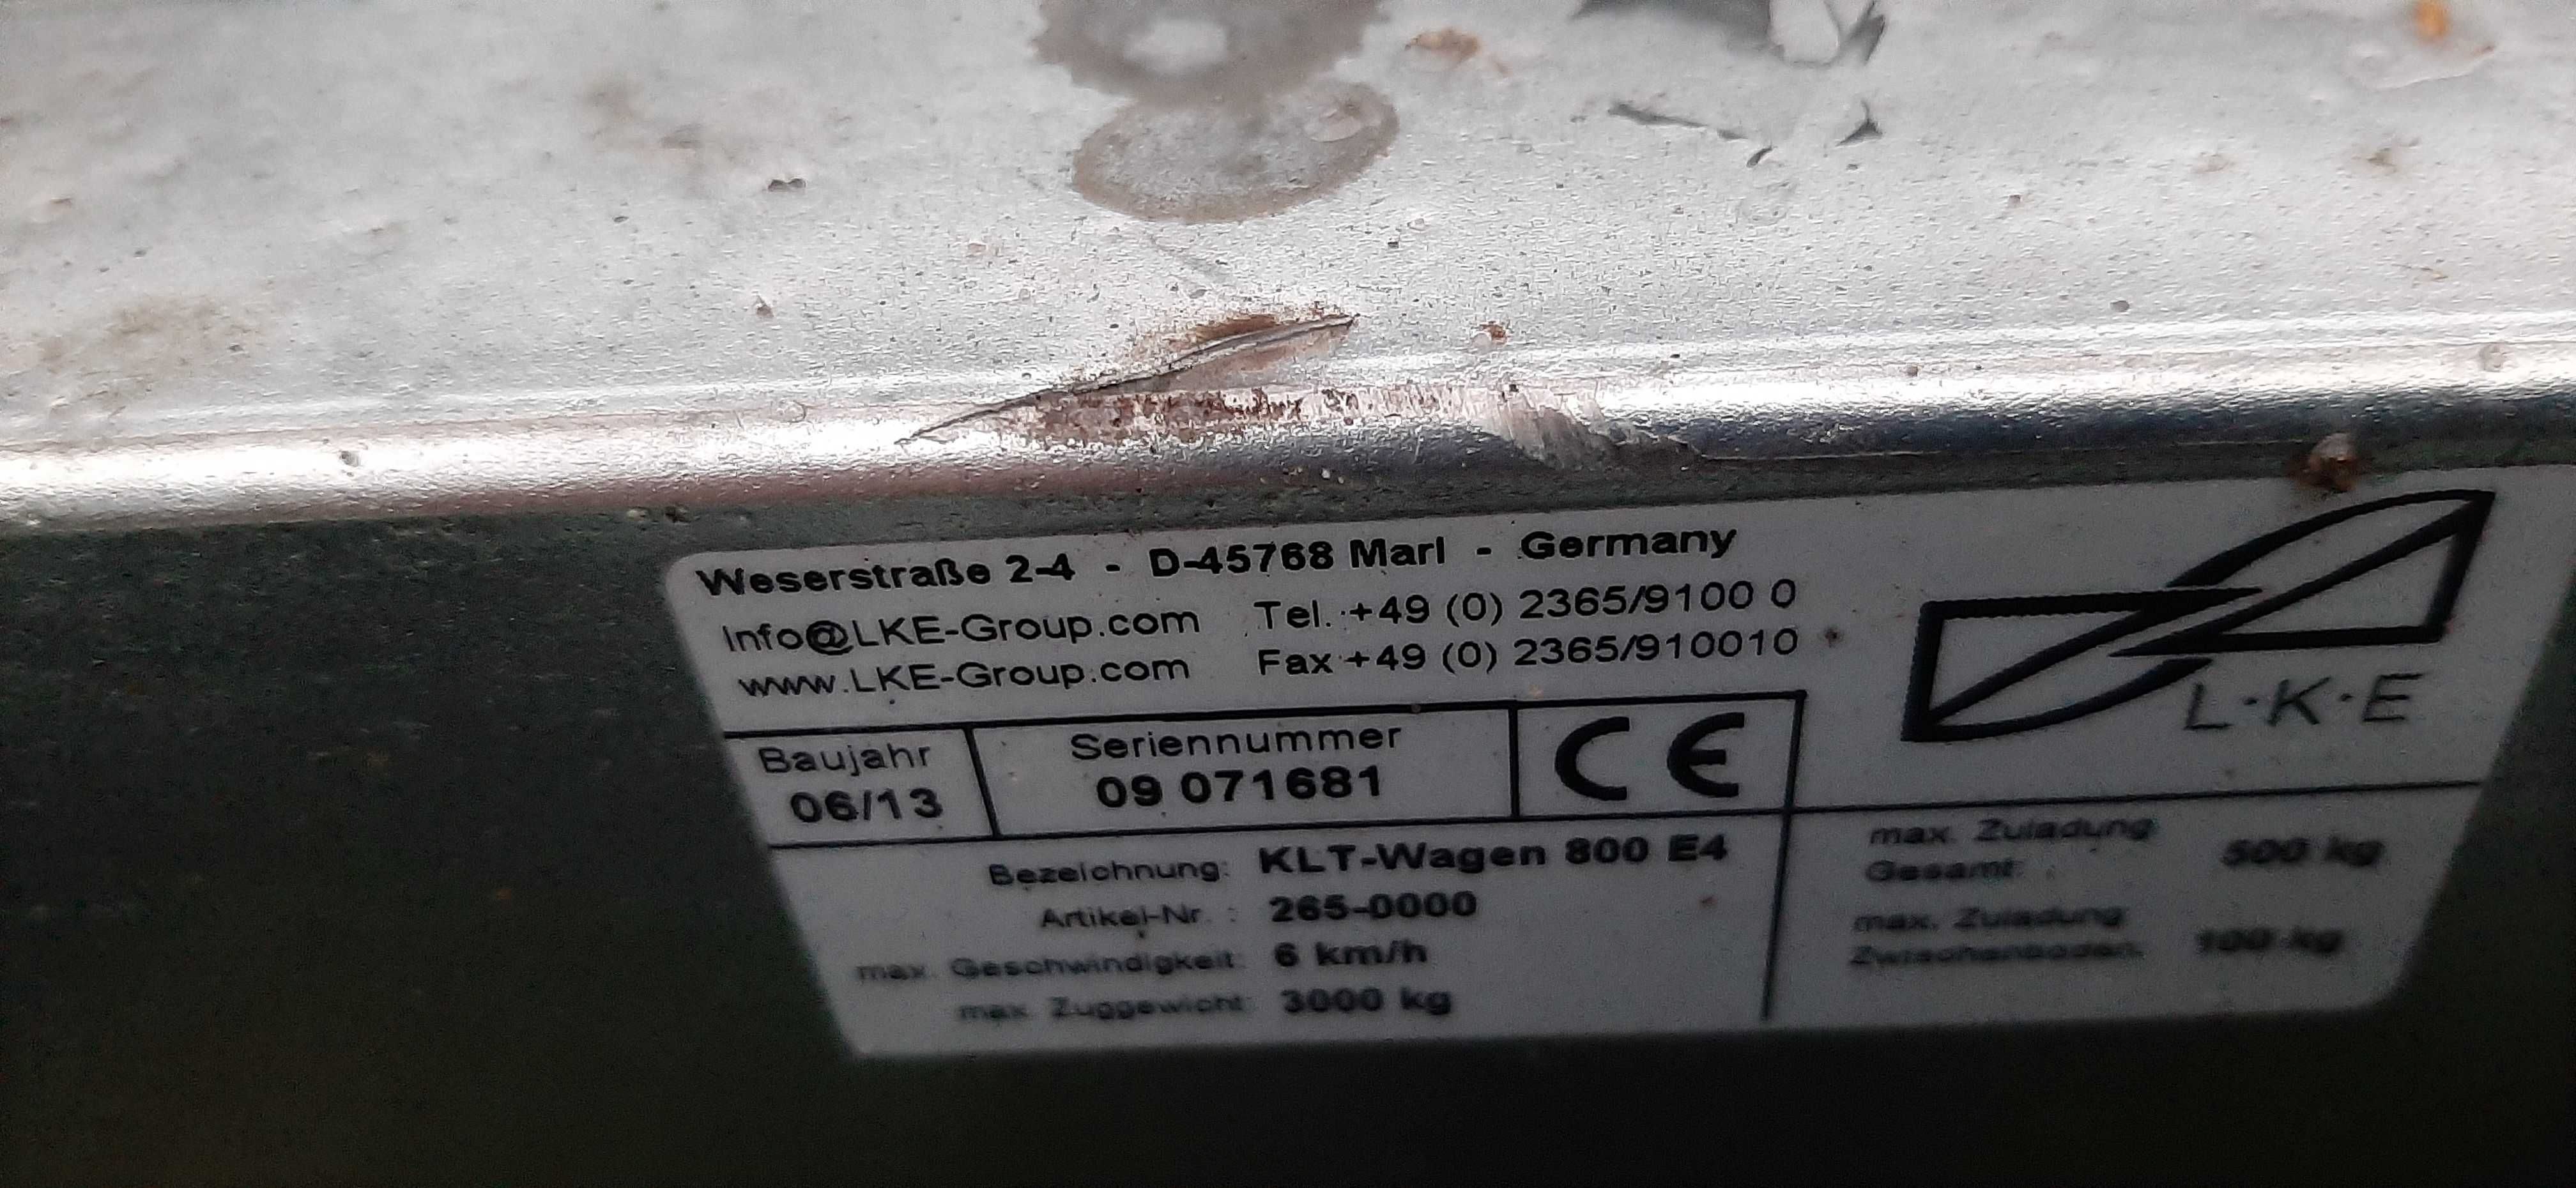 Weserstraße 2-4 - D-45768 Marl - Germany
Info@LKE-Group.com Tel. +49 (0) 2365/9100 0
www.LKE-Group.com Fax +49 (0) 2365/910010
L·K·E
Baujahr
06/13
Seriennummer
09 071681
CE
Bezeichnung: KLT-Wagen 800 E4
Artikel-Nr. : 265-0000
max. Geschwindigkeit: 6 km/h
max. Zuggewicht: 3000 kg
max. Zuladung
Gesamt: 500 kg
max. Zuladung
Zwischenboden: 100 kg